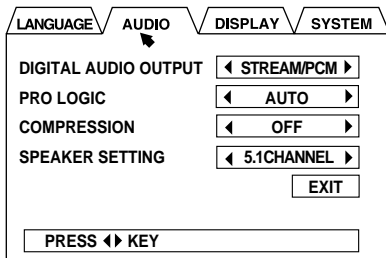 LANGUAGE AUDIO DISPLAY SYSTEM
DIGITAL AUDIO OUTPUT STREAM/PCM
PRO LOGIC AUTO
COMPRESSION OFF
SPEAKER SETTING 5.1CHANNEL
EXIT
PRESS KEY